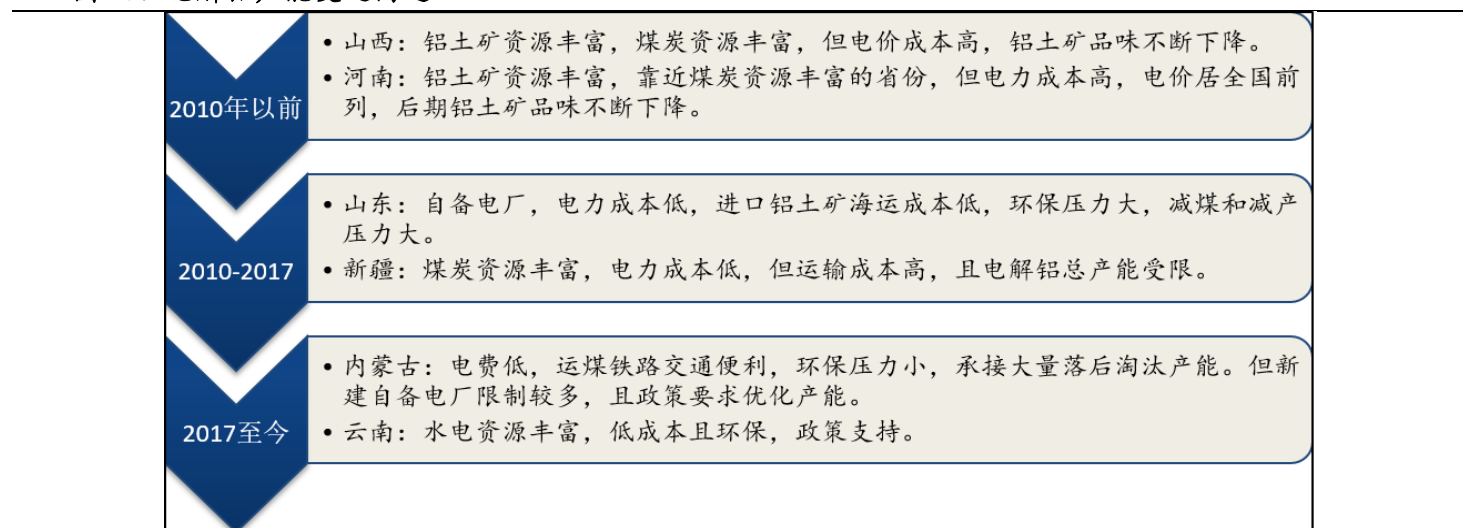 2010年以前
• 山西：铝土矿资源丰富，煤炭资源丰富，但电价成本高，铝土矿品味不断下降。
• 河南：铝土矿资源丰富，靠近煤炭资源丰富的省份，但电力成本高，电价居全国前
列，后期铝土矿品味不断下降。
2010-2017
• 山东：自备电厂，电力成本低，进口铝土矿海运成本低，环保压力大，减煤和减产
压力大。
• 新疆：煤炭资源丰富，电力成本低，但运输成本高，且电解铝总产能受限。
2017至今
• 内蒙古：电费低，运煤铁路交通便利，环保压力小，承接大量落后淘汰产能。但新
建自备电厂限制较多，且政策要求优化产能。
• 云南：水电资源丰富，低成本且环保，政策支持。